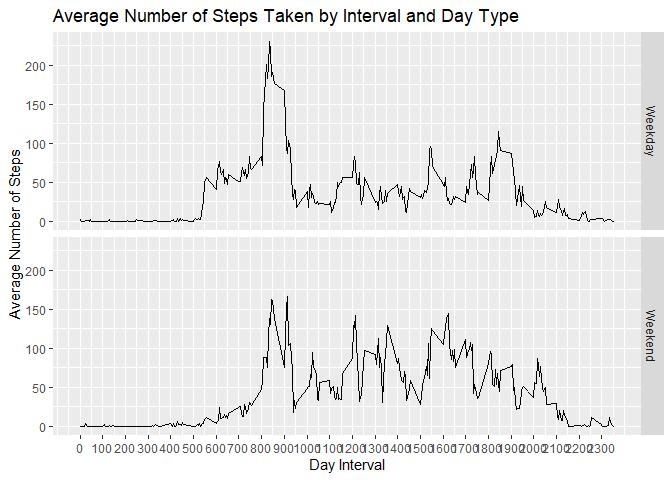 Average Number of Steps Taken by Interval and Day Type
Average Number of Steps
200
150
100
50
0
Weekday
200
150
100
50
0
Weekend
0 100 200 300 400 500 600 700 800 900 1000 1100 1200 1300 1400 1500 1600 1700 1800 1900 2000 2100 2200 2300
Day Interval